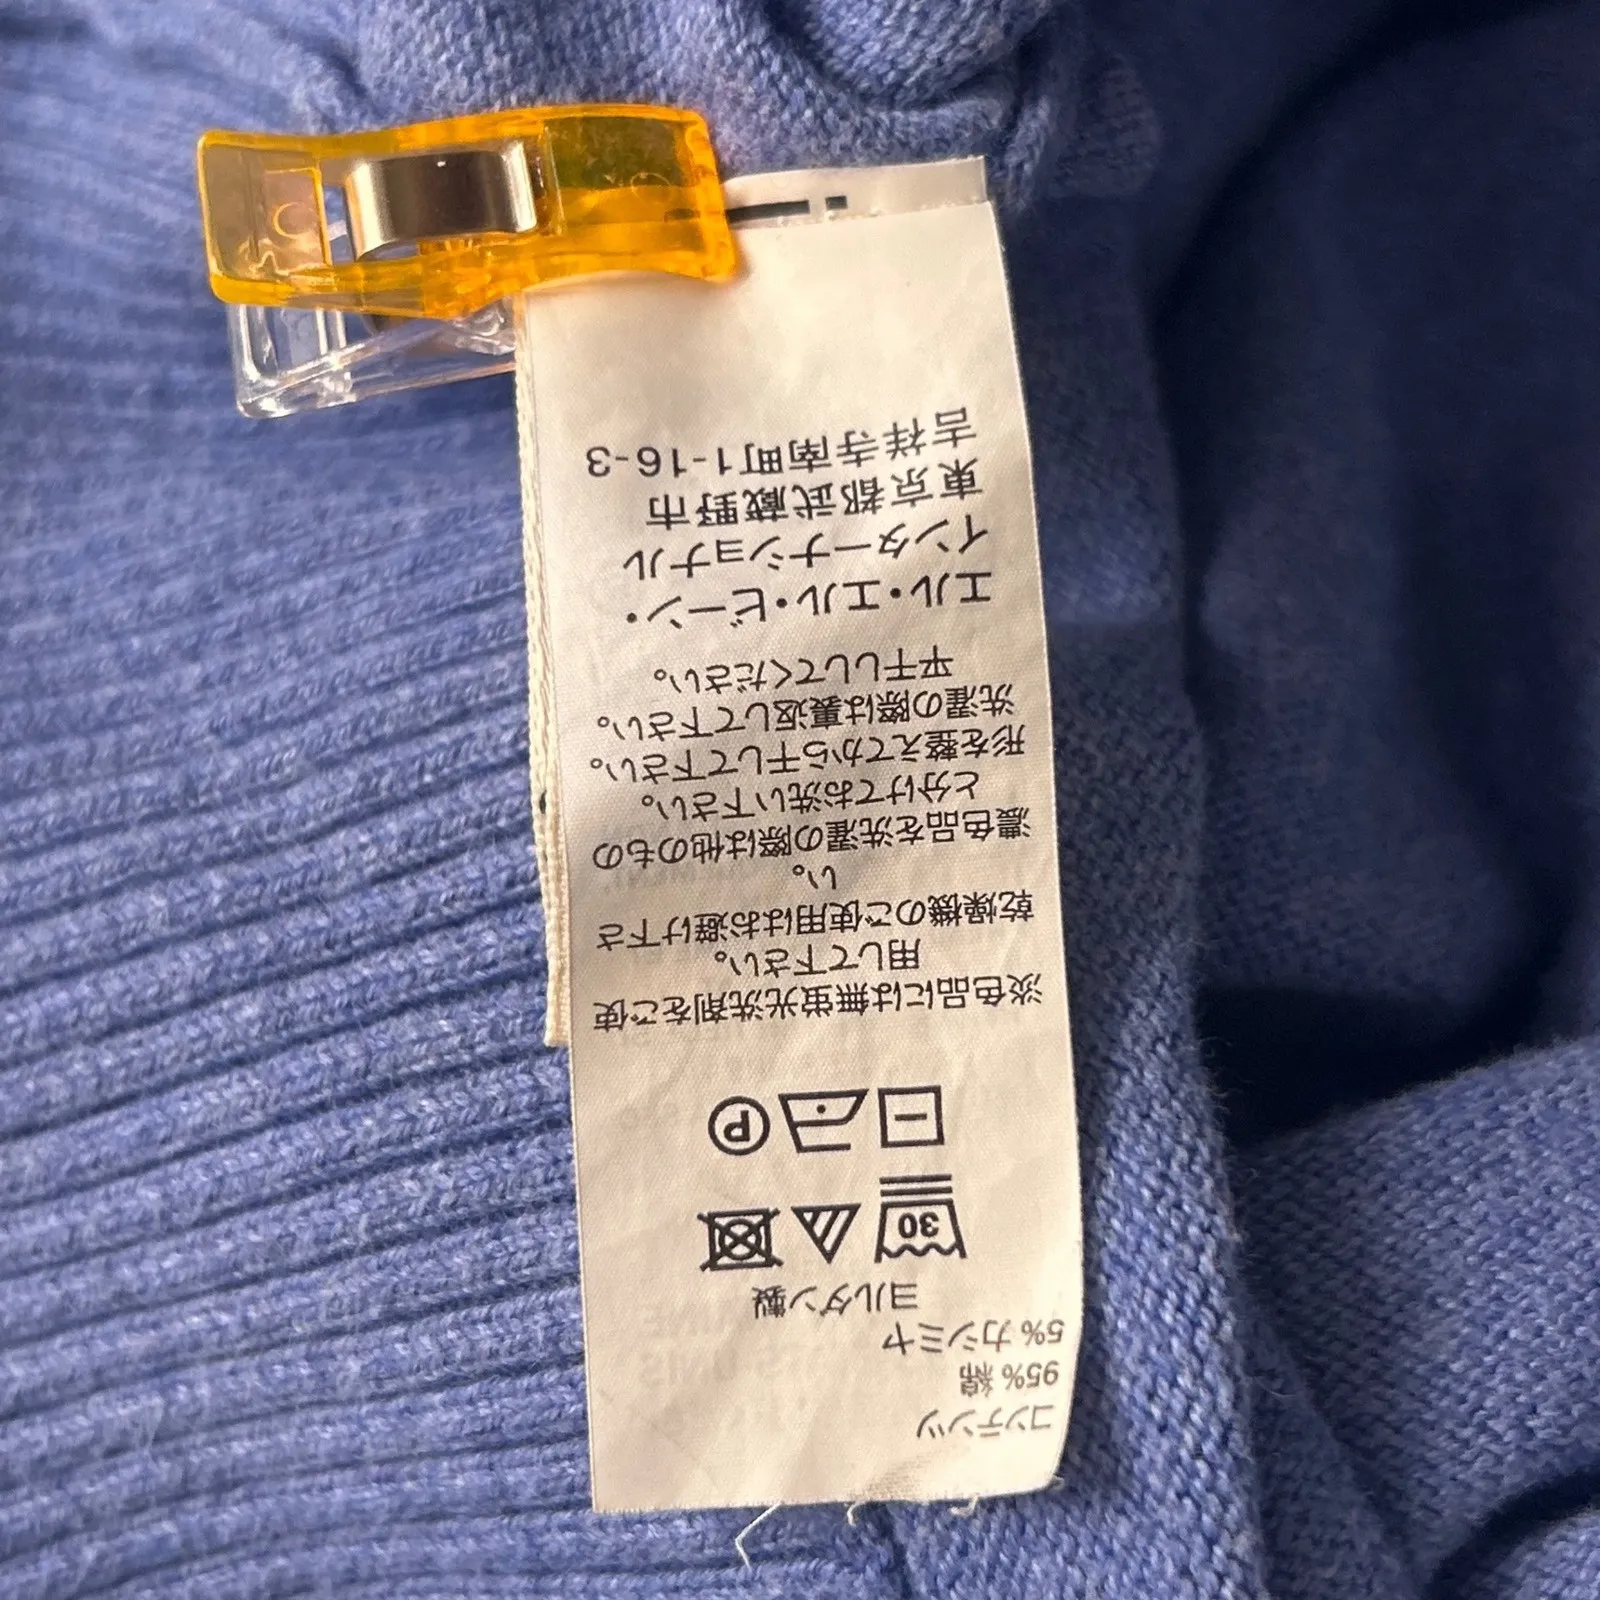 コンテンツ
95% 綿
5% カシミヤ
ヨルダン製
30
P
淡色品には無蛍光洗剤をご使
用して下さい。
乾燥機のご使用はお避け下さ
い。
濃色品を洗濯の際は他のもの
と分けてお洗い下さい。
形を整えてから干して下さい。
洗濯の際は裏返して下さい。
平干ししてください。
エル・エル・ビーン・
インターナショナル
東京都武蔵野市
吉祥寺南町1-16-3